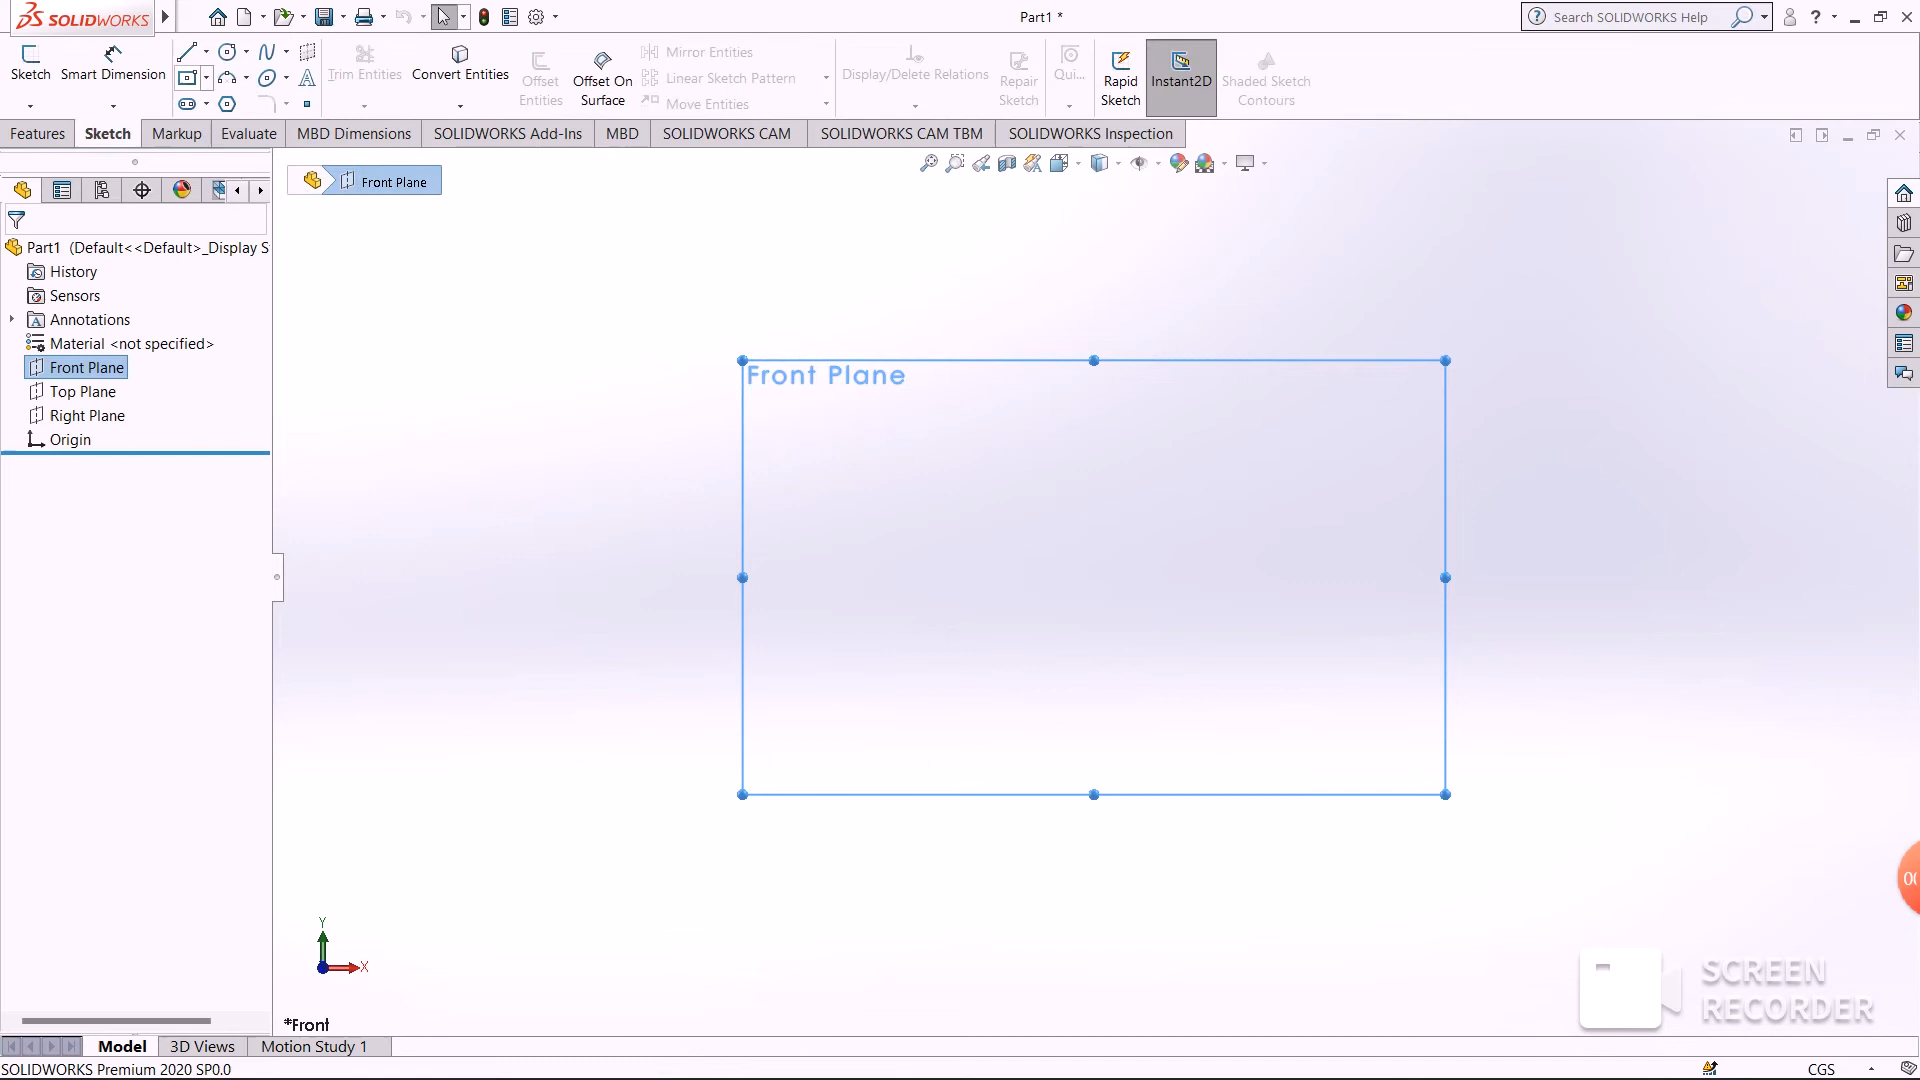 SOLIDWORKS
Part1 *
Search SOLIDWORKS Help
Sketch
Smart Dimension
Trim Entities
Convert Entities
Offset Entities
Offset On Surface
Mirror Entities
Linear Sketch Pattern
Move Entities
Display/Delete Relations
Repair Sketch
Qui...
Rapid Sketch
Instant2D
Shaded Sketch Contours
Features
Sketch
Markup
Evaluate
MBD Dimensions
SOLIDWORKS Add-Ins
MBD
SOLIDWORKS CAM
SOLIDWORKS CAM TBM
SOLIDWORKS Inspection
Front Plane
Part1 (Default<<Default>_Display S
History
Sensors
Annotations
Material <not specified>
Front Plane
Top Plane
Right Plane
Origin
Front Plane
Y
X
*Front
00
SCREEN
RECORDER
Model
3D Views
Motion Study 1
SOLIDWORKS Premium 2020 SP0.0
CGS